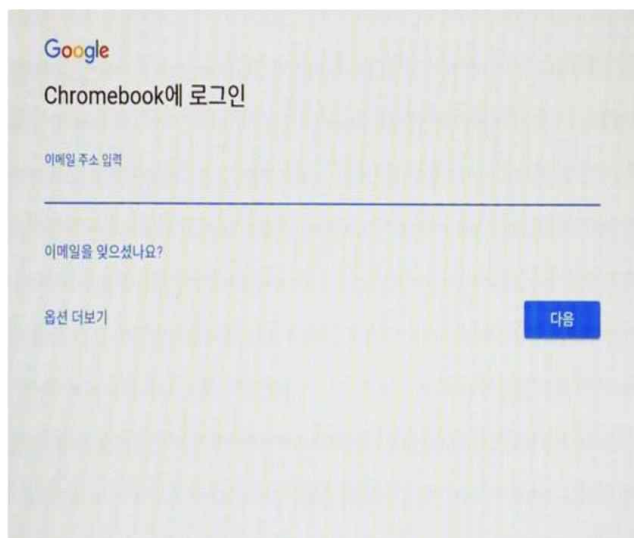 Google
Chromebook에 로그인
이메일 주소 입력
이메일을 잊으셨나요?
옵션 더보기
다음